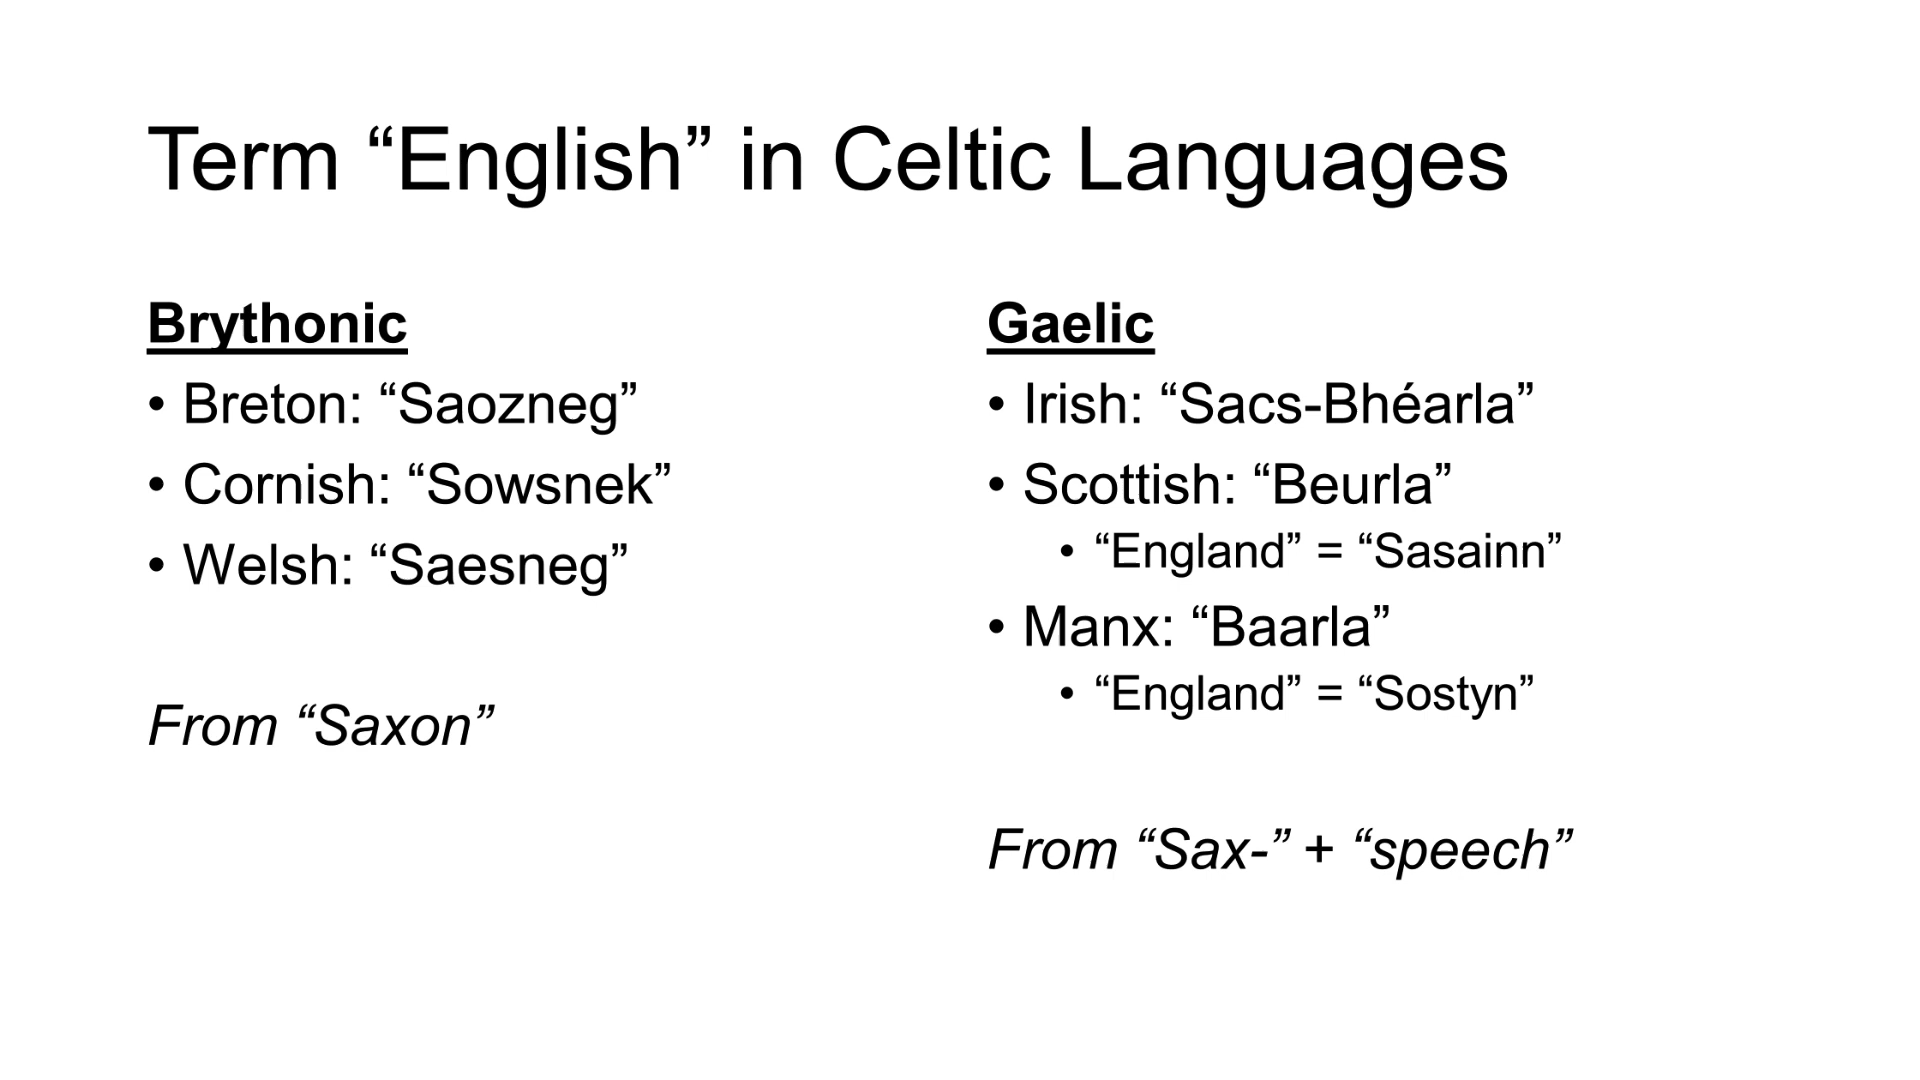 Term “English” in Celtic Languages
Brythonic
• Breton: “Saozneg”
• Cornish: “Sowsnek”
• Welsh: “Saesneg”
From “Saxon”
Gaelic
• Irish: “Sacs-Bhéarla”
• Scottish: “Beurla”
• “England” = “Sasainn”
• Manx: “Baarla”
• “England” = “Sostyn”
From “Sax-” + “speech”